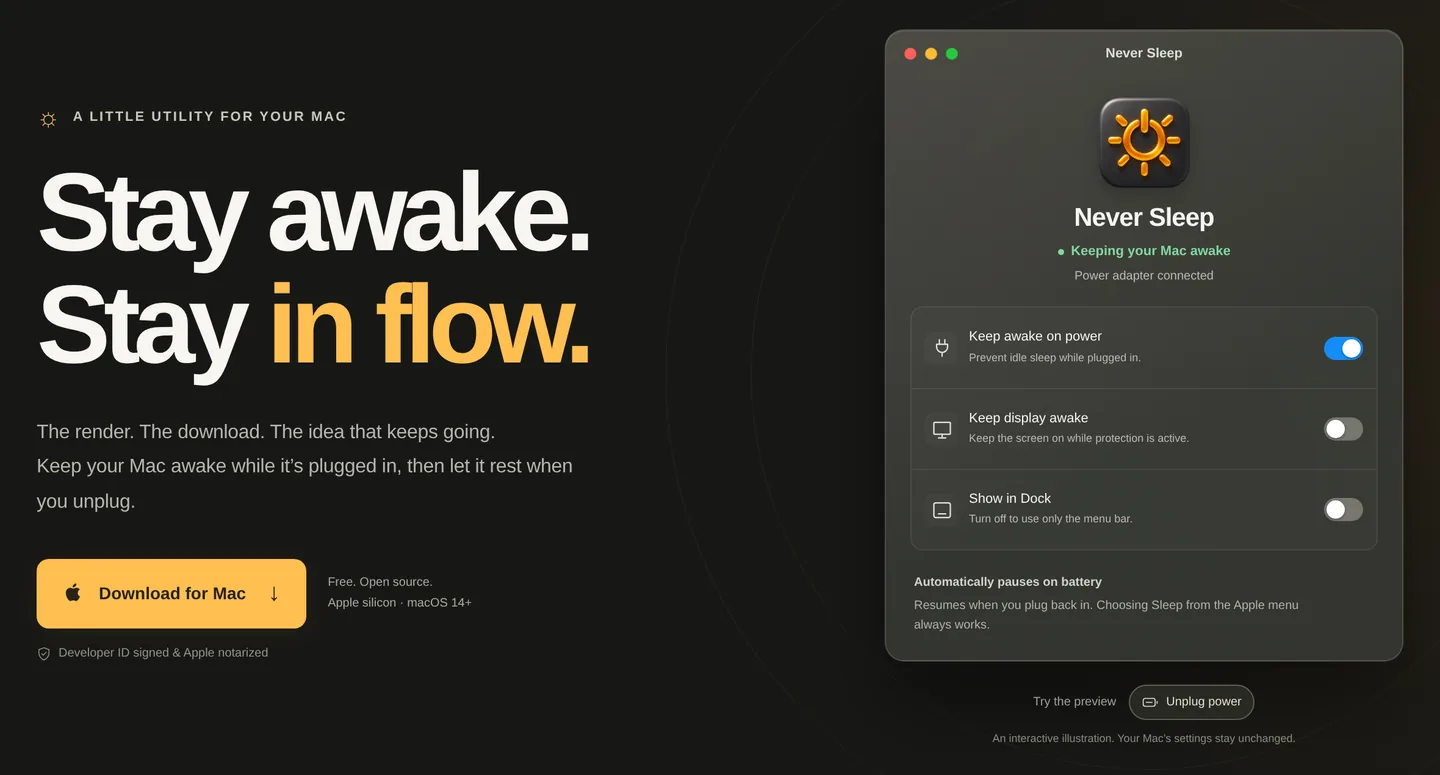 A LITTLE UTILITY FOR YOUR MAC
Stay awake.
Stay in flow.
The render. The download. The idea that keeps going.
Keep your Mac awake while it’s plugged in, then let it rest when
you unplug.
Download for Mac ↓
Free. Open source.
Apple silicon · macOS 14+
Developer ID signed & Apple notarized
Never Sleep
Never Sleep
Keeping your Mac awake
Power adapter connected
Keep awake on power
Prevent idle sleep while plugged in.
Keep display awake
Keep the screen on while protection is active.
Show in Dock
Turn off to use only the menu bar.
Automatically pauses on battery
Resumes when you plug back in. Choosing Sleep from the Apple menu
always works.
Try the preview
Unplug power
An interactive illustration. Your Mac’s settings stay unchanged.